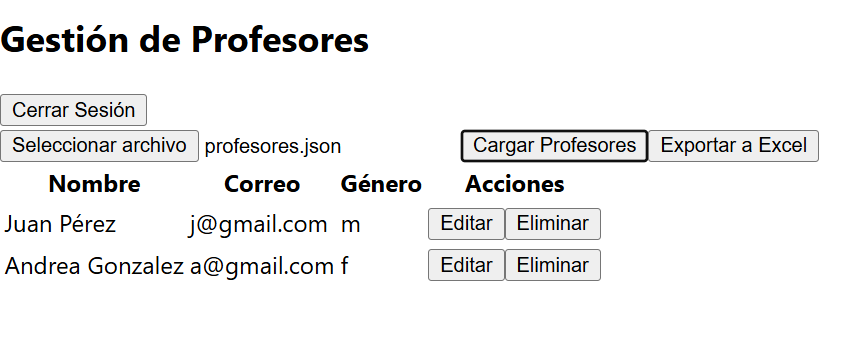 Gestión de Profesores
Cerrar Sesión
Seleccionar archivo profesores.json Cargar Profesores Exportar a Excel
Nombre Correo Género Acciones
Juan Pérez j@gmail.com m Editar Eliminar
Andrea Gonzalez a@gmail.com f Editar Eliminar